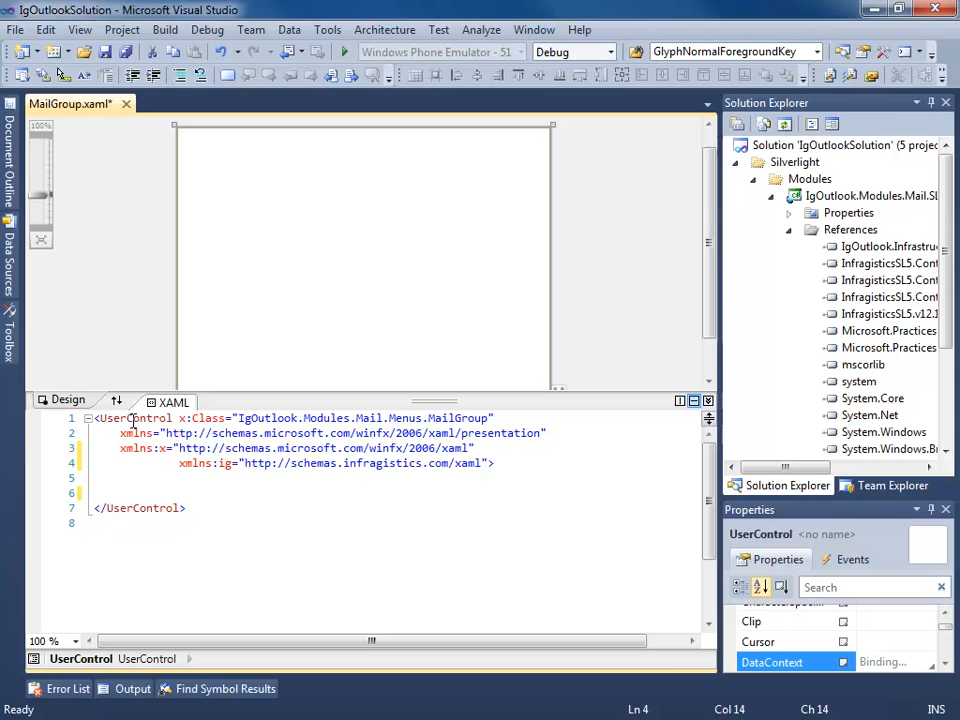 IgOutlookSolution - Microsoft Visual Studio
File Edit View Project Build Debug Team Data Tools Architecture Test Analyze Window Help
Windows Phone Emulator - 51 Debug GlyphNormalForegroundKey
MailGroup.xaml* Solution Explorer
100%
Document Outline
Data Sources
Toolbox
Solution 'IgOutlookSolution' (5 projec
Silverlight
Modules
IgOutlook.Modules.Mail.SL
Properties
References
IgOutlook.Infrastruc
InfragisticsSL5.Cont
InfragisticsSL5.Cont
InfragisticsSL5.Cont
InfragisticsSL5.v12.1
Microsoft.Practices
Microsoft.Practices
mscorlib
system
System.Core
System.Net
System.Windows
System.Windows.Br
Solution Explorer Team Explorer
Design XAML
1 <UserControl x:Class="IgOutlook.Modules.Mail.Menus.MailGroup"
2 xmlns="http://schemas.microsoft.com/winfx/2006/xaml/presentation"
3 xmlns:x="http://schemas.microsoft.com/winfx/2006/xaml"
4 xmlns:ig="http://schemas.infragistics.com/xaml">
5
6
7 </UserControl>
8
100 %
UserControl UserControl
Properties
UserControl <no name>
Properties Events
Search
Clip
Cursor
DataContext Binding...
Error List Output Find Symbol Results
Ready Ln 4 Col 14 Ch 14 INS